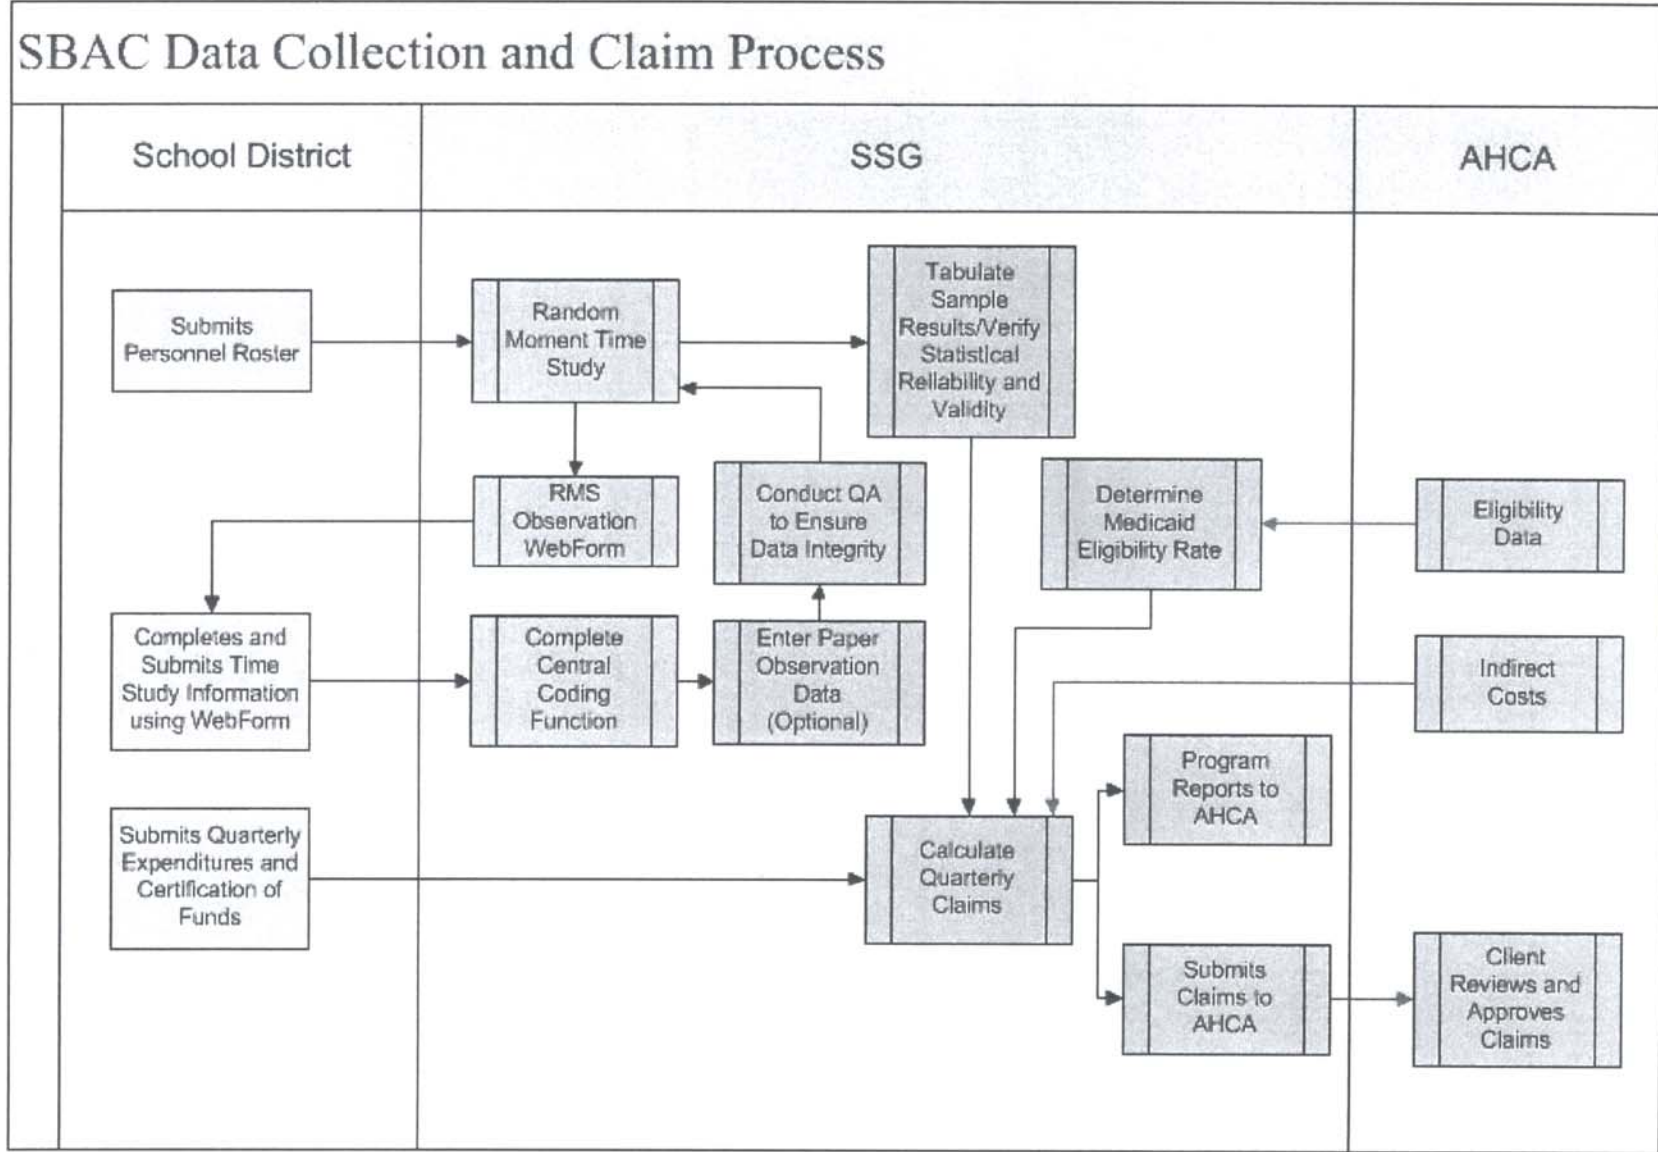 SBAC Data Collection and Claim Process
School District
SSG
AHCA
Submits
Personnel Roster
Random
Moment Time
Study
Tabulate
Sample
Results/Verify
Statistical
Reliability and
Validity
RMS
Observation
WebForm
Conduct QA
to Ensure
Data Integrity
Determine
Medicaid
Eligibility Rate
Eligibility
Data
Completes and
Submits Time
Study Information
using WebForm
Complete
Central
Coding
Function
Enter Paper
Observation
Data
(Optional)
Indirect
Costs
Program
Reports to
AHCA
Submits Quarterly
Expenditures and
Certification of
Funds
Calculate
Quarterly
Claims
Submits
Claims to
AHCA
Client
Reviews and
Approves
Claims